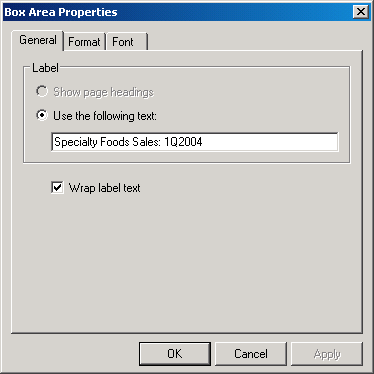 Box Area Properties
General Format Font
Label
Show page headings
Use the following text:
Specialty Foods Sales: 1Q2004
Wrap label text
OK Cancel Apply